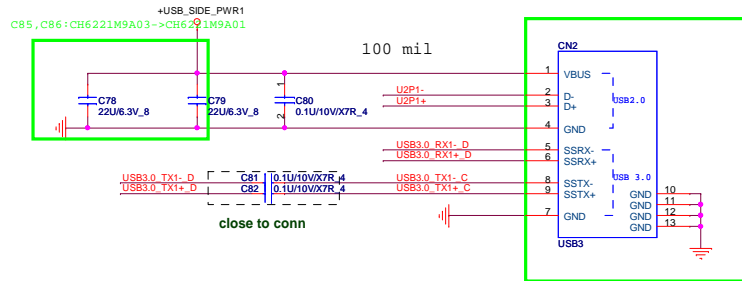 +USB_SIDE_PWR1
C85,C86:CH6221M9A03->CH6221M9A01
100 mil
CN2
1 VBUS
C78
22U/6.3V_8
C79
22U/6.3V_8
1
C80
0.1U/10V/X7R_4
2
U2P1- 2 D-
U2P1+ 3 D+
USB2.0
4 GND
USB3.0_RX1-_D 5 SSRX-
USB3.0_RX1+_D 6 SSRX+
USB3.0_TX1-_D C81 0.1U/10V/X7R_4 USB3.0_TX1-_C 8 SSTX-
USB3.0_TX1+_D C82 0.1U/10V/X7R_4 USB3.0_TX1+_C 9 SSTX+
USB 3.0
GND 10
GND 11
GND 12
GND 13
7 GND
close to conn
USB3